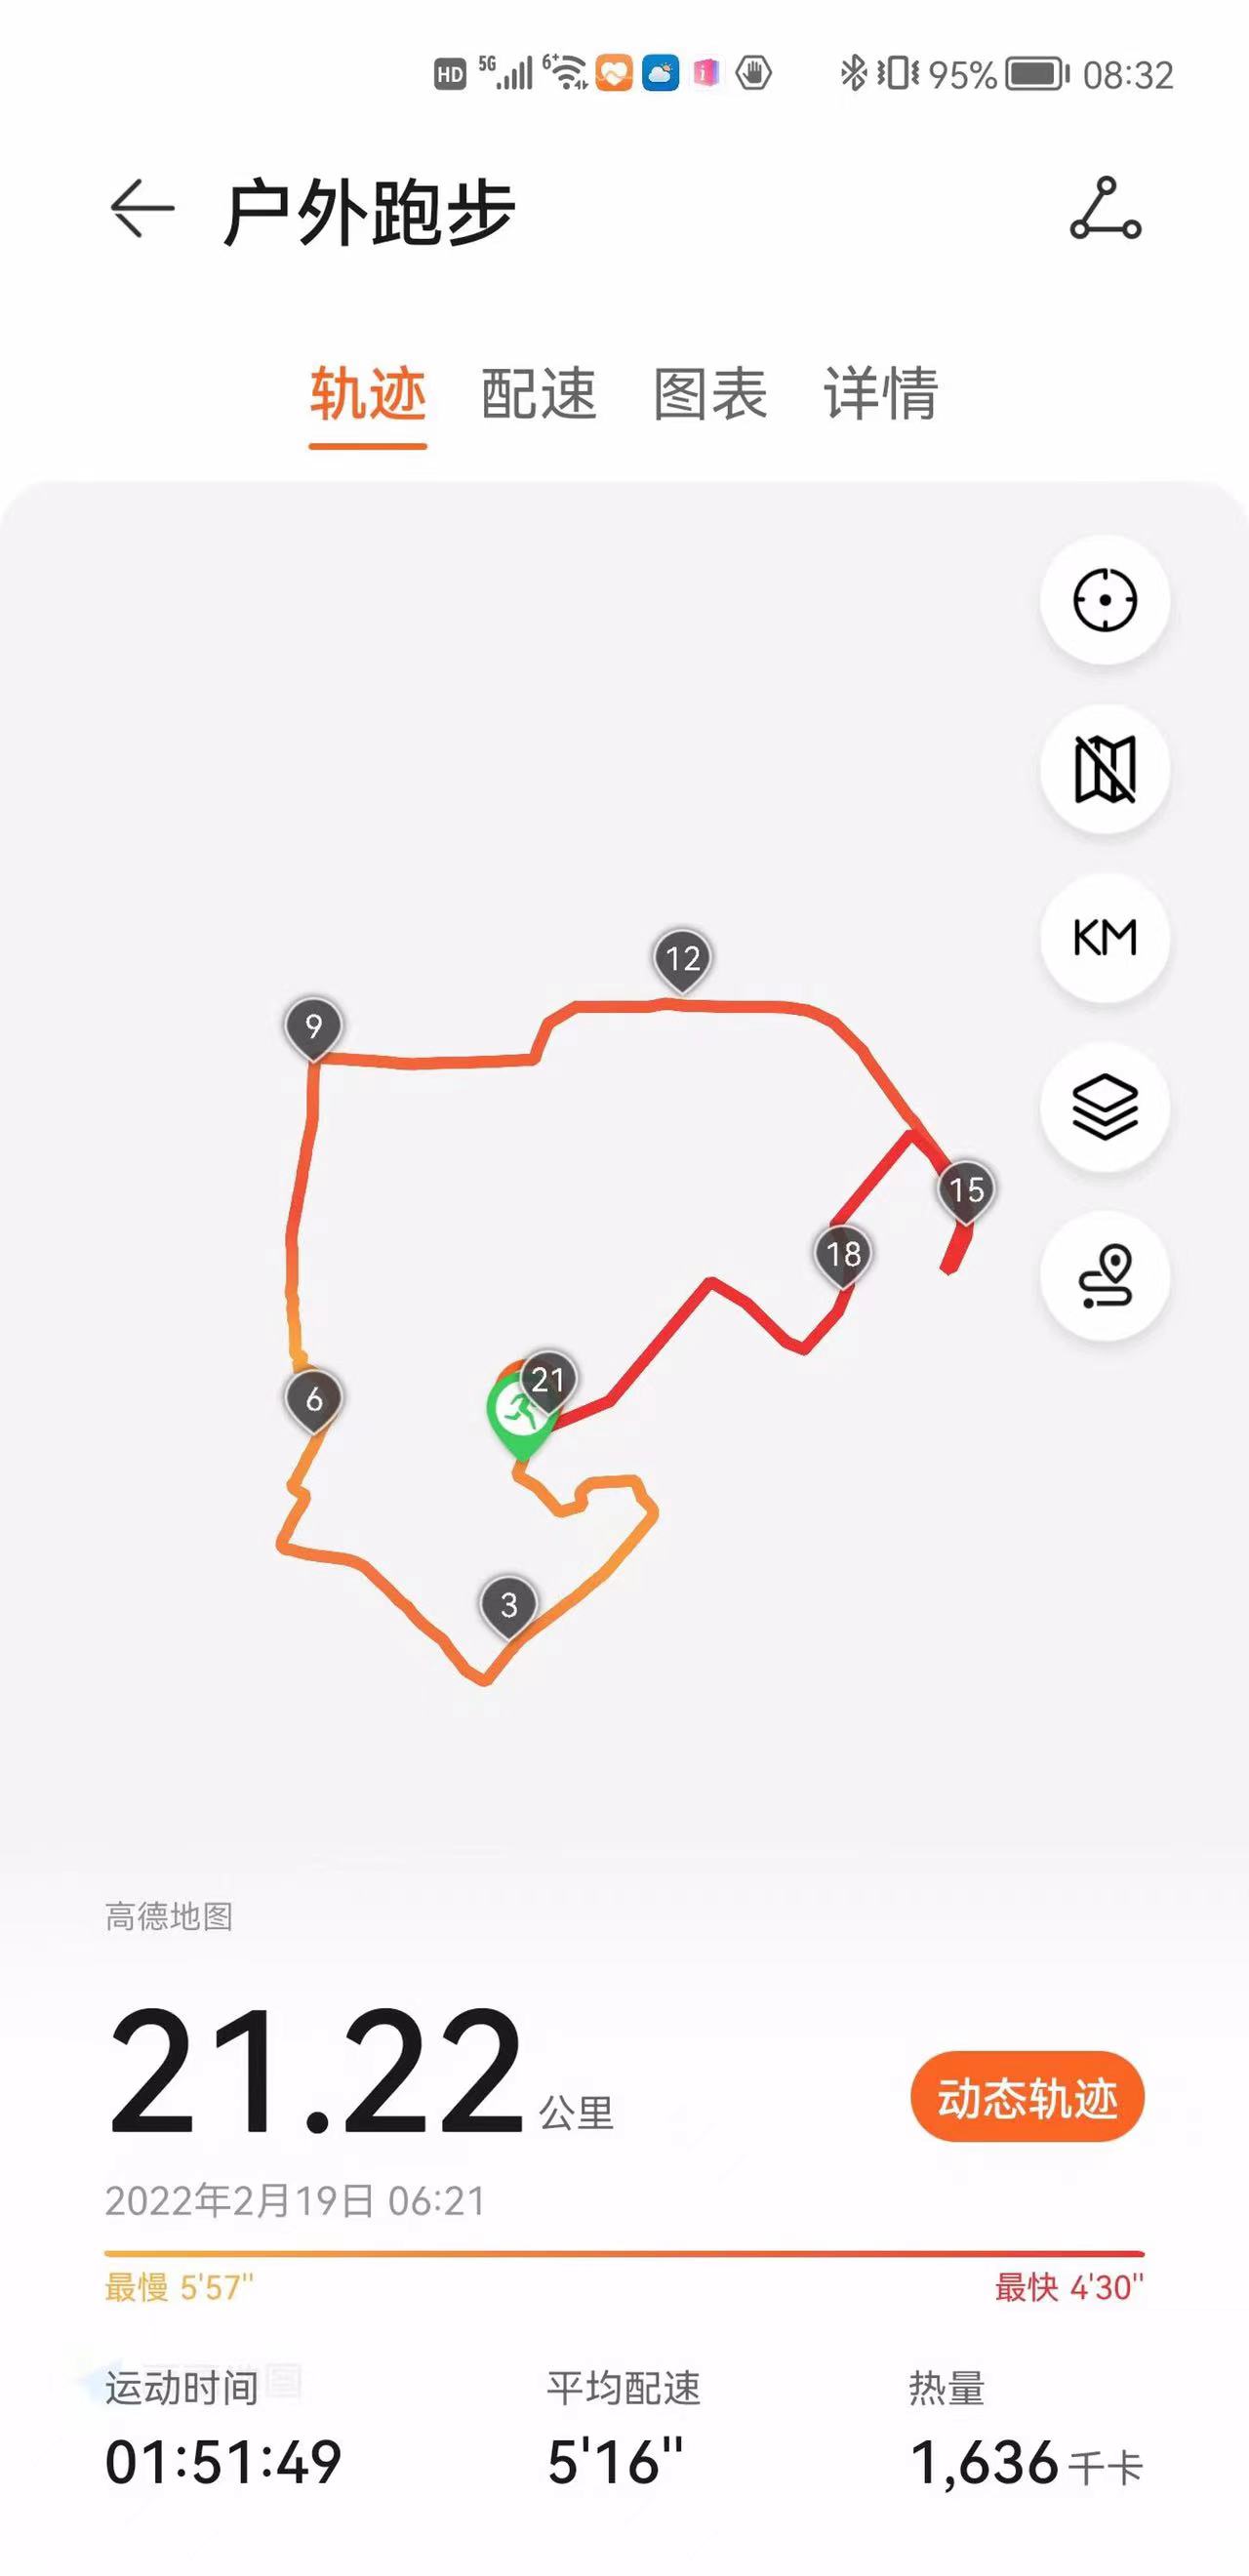 HD 5G 6+ 95% 08:32
户外跑步
轨迹 配速 图表 详情
KM
12
9
15
18
21
6
3
高德地图
21.22 公里
动态轨迹
2022年2月19日 06:21
最慢 5'57" 最快 4'30"
运动时间 平均配速 热量
01:51:49 5'16" 1,636 千卡